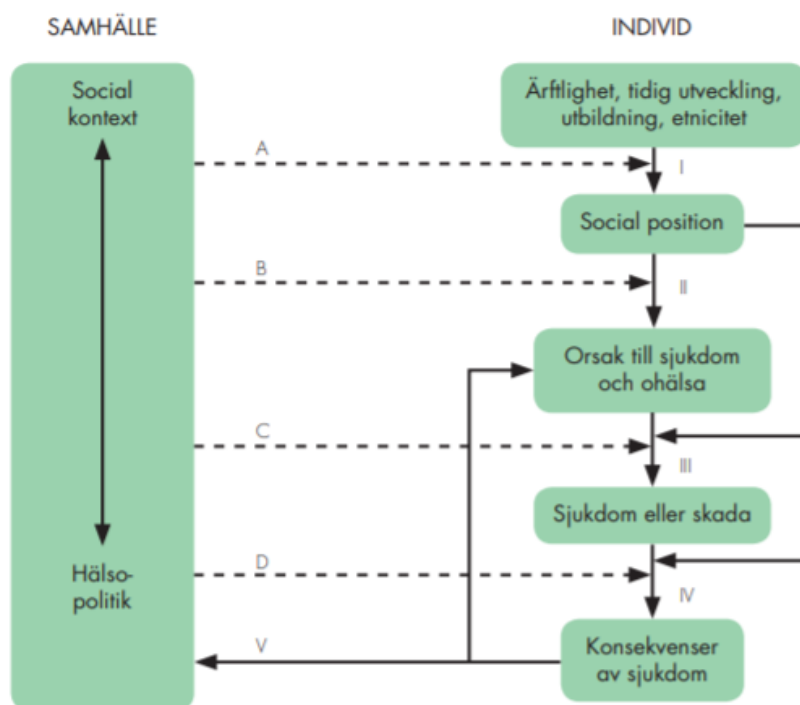 SAMHÄLLE
INDIVID
Social
kontext
Ärftlighet, tidig utveckling,
utbildning, etnicitet
A
I
Social position
B
II
Orsak till sjukdom
och ohälsa
C
III
Sjukdom eller skada
D
Hälso-
politik
IV
V
Konsekvenser
av sjukdom